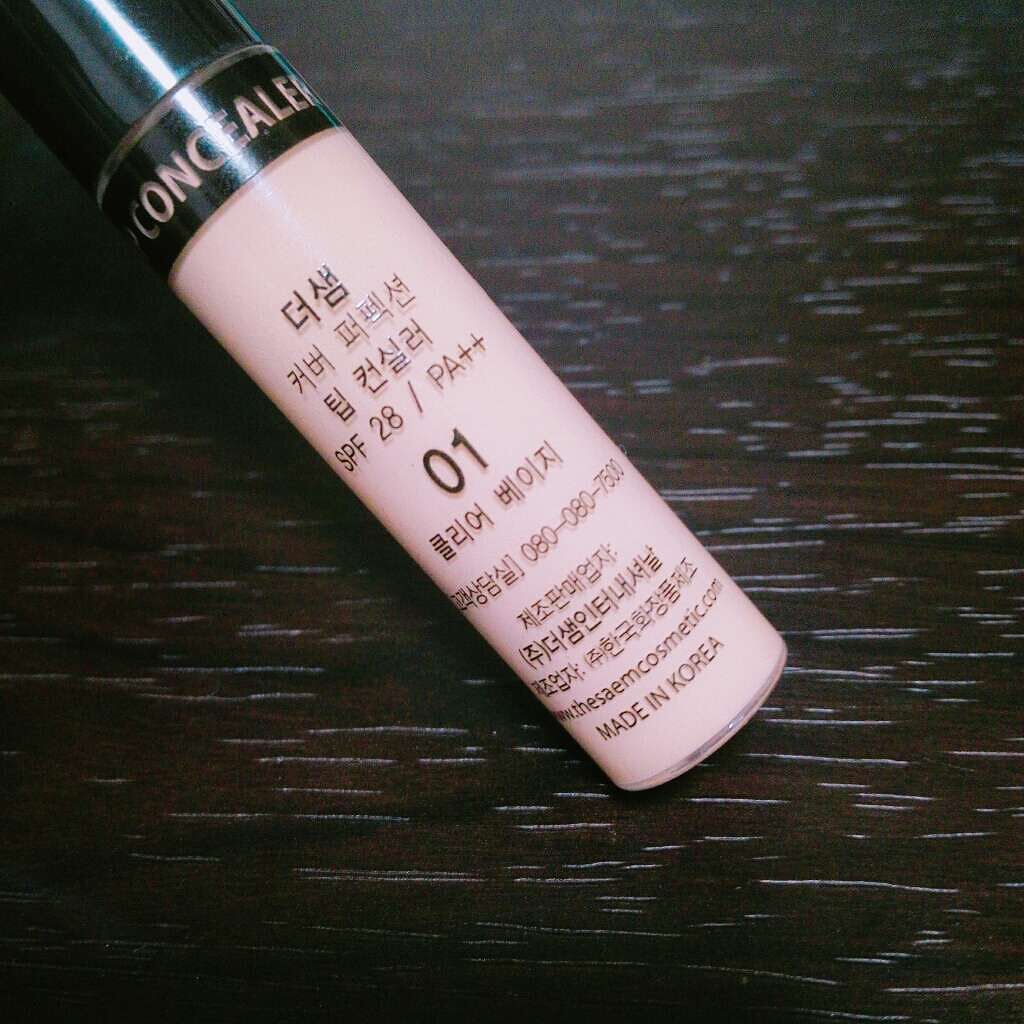 CONCEALER
더샘
커버 퍼펙션
팁 컨실러
SPF 28 / PA++
01
클리어 베이지
고객상담실] 080-080-7500
제조판매업자:
(주)더샘인터내셔날
제조업자: (주)한국화장품제조
www.thesaemcosmetic.com
MADE IN KOREA